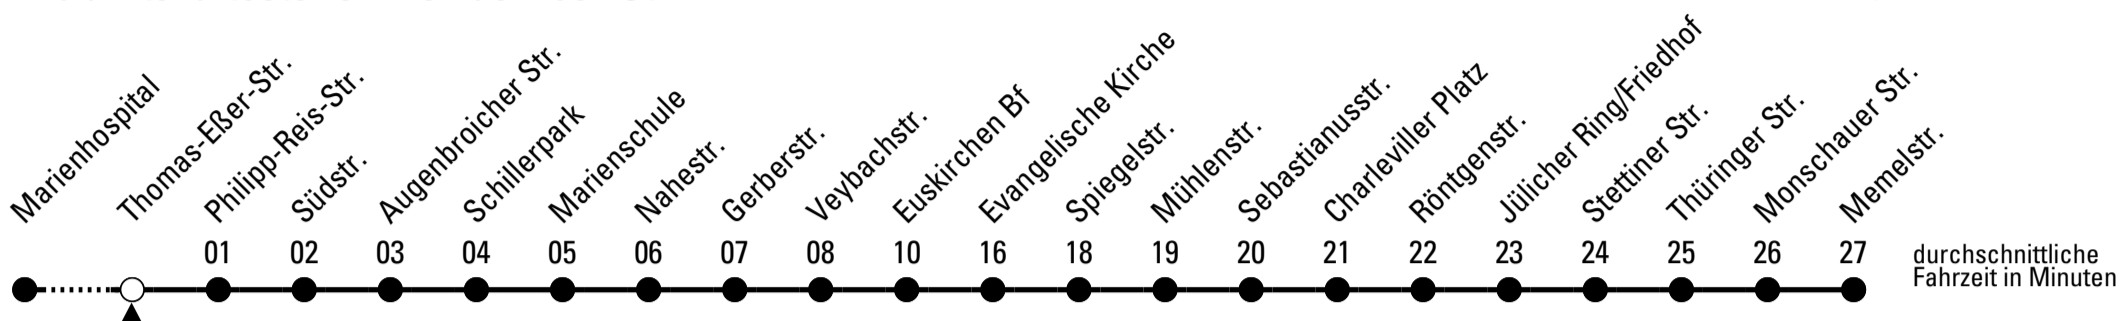 Marienhospital
Thomas-Eßer-Str.
Philipp-Reis-Str.
Südstr.
Augenbroicher Str.
Schillerpark
Marienschule
Nahestr.
Gerberstr.
Veybachstr.
Euskirchen Bf
Evangelische Kirche
Spiegelstr.
Mühlenstr.
Sebastianusstr.
Charleviller Platz
Röntgenstr.
Jülicher Ring/Friedhof
Stettiner Str.
Thüringer Str.
Monschauer Str.
Memelstr.
01 02 03 04 05 06 07 08 10 16 18 19 20 21 22 23 24 25 26 27
durchschnittliche
Fahrzeit in Minuten